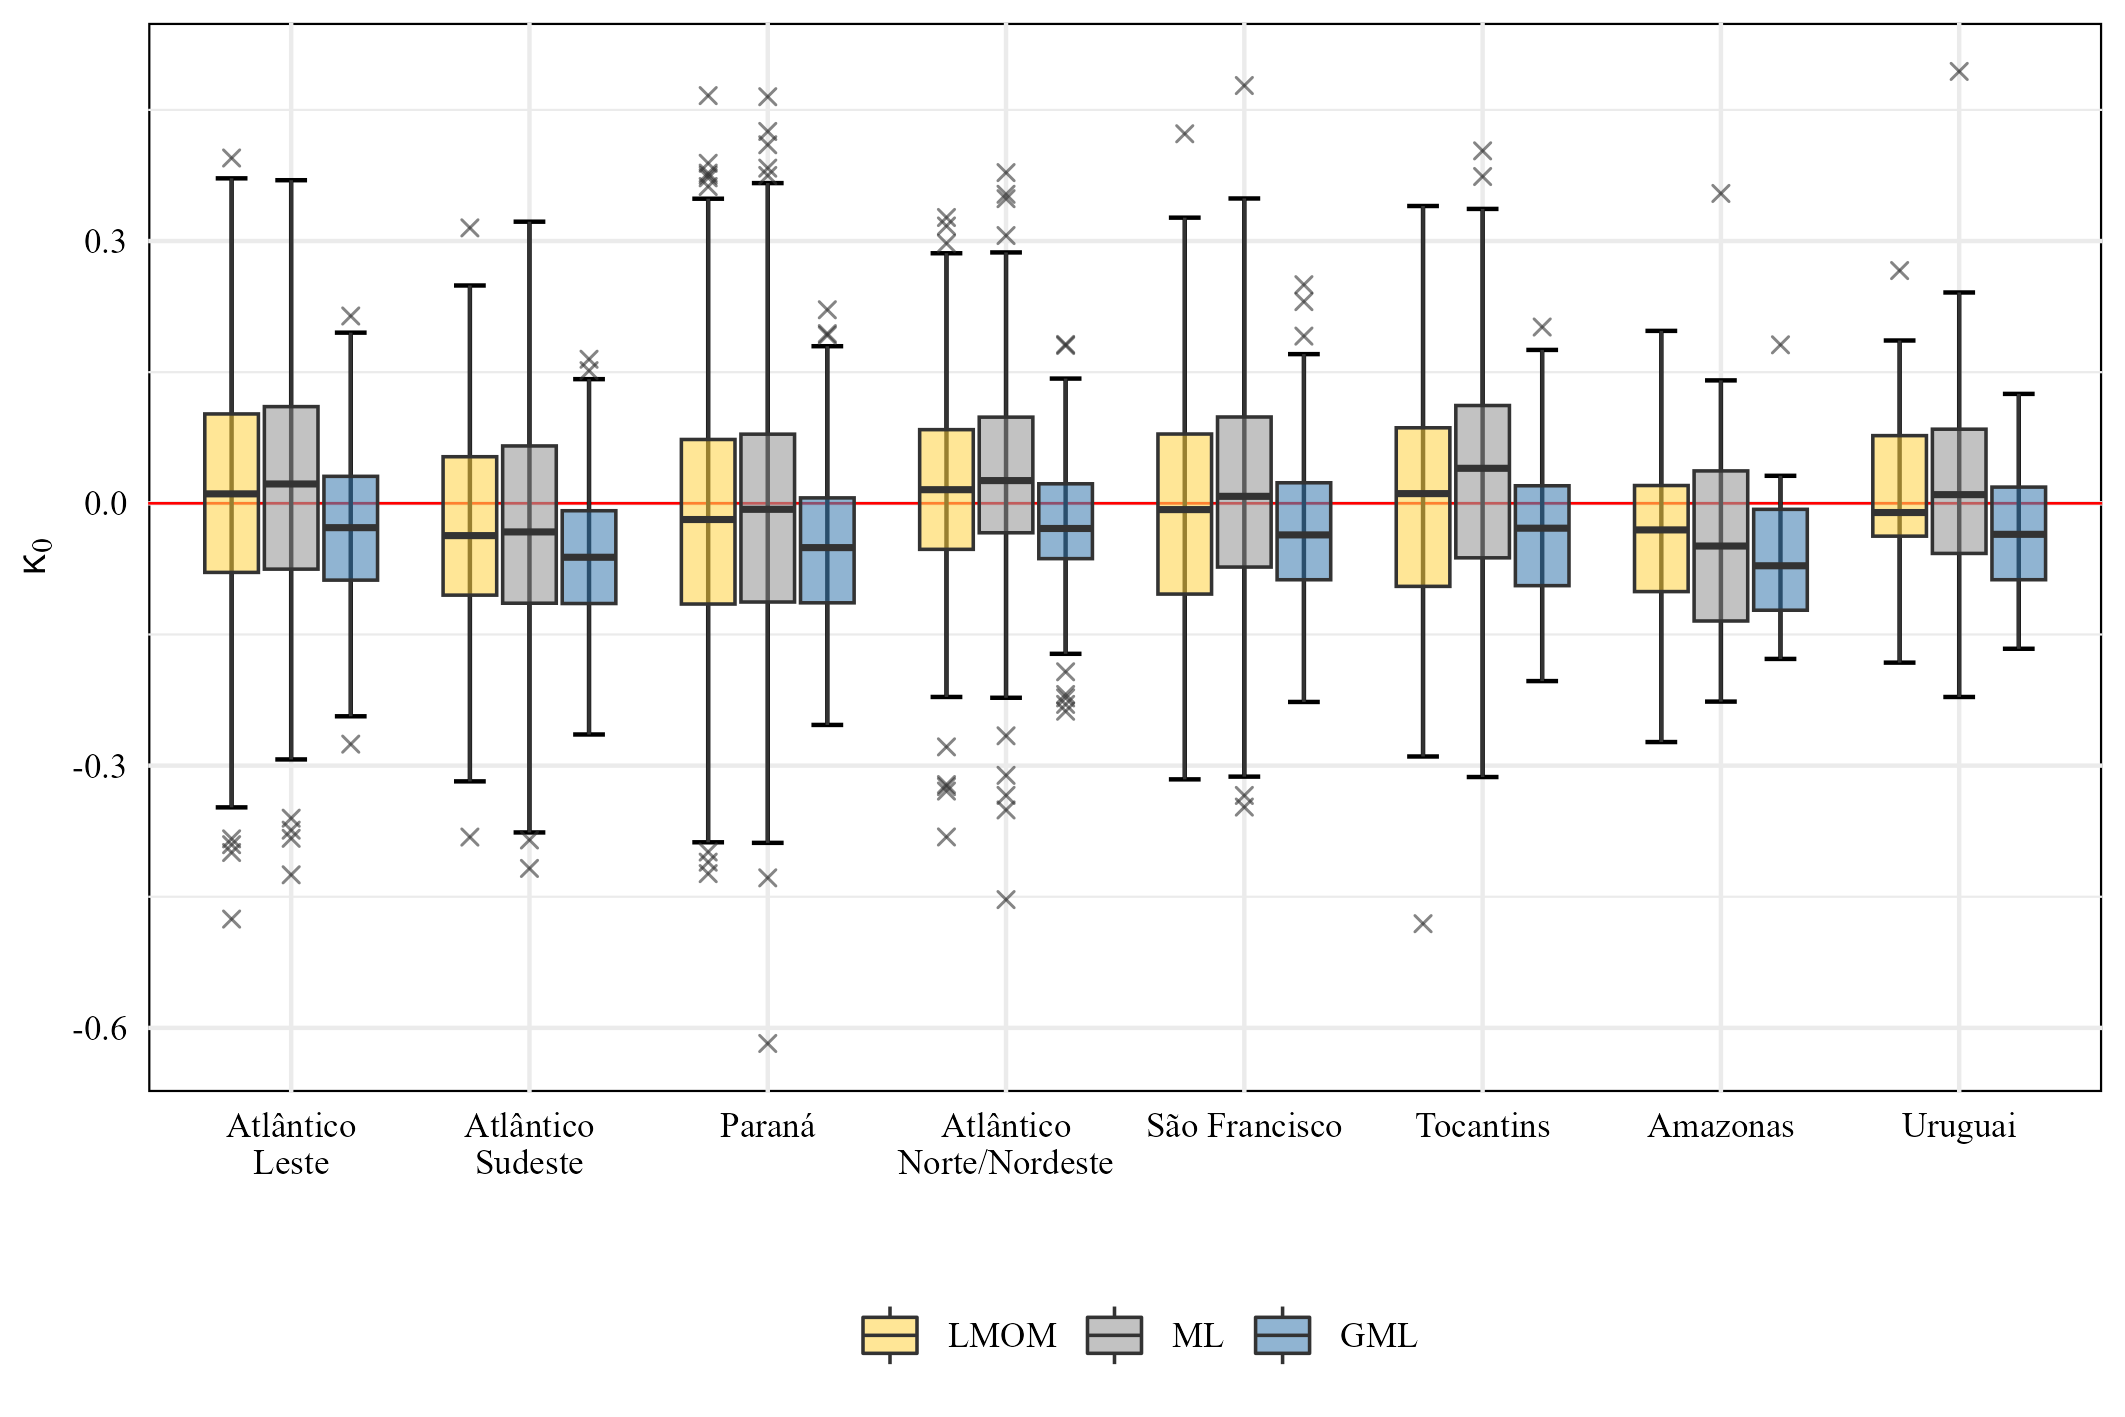 κ0
0.3
0.0
-0.3
-0.6
Atlântico
Leste
Atlântico
Sudeste
Paraná
Atlântico
Norte/Nordeste
São Francisco
Tocantins
Amazonas
Uruguai
LMOM
ML
GML